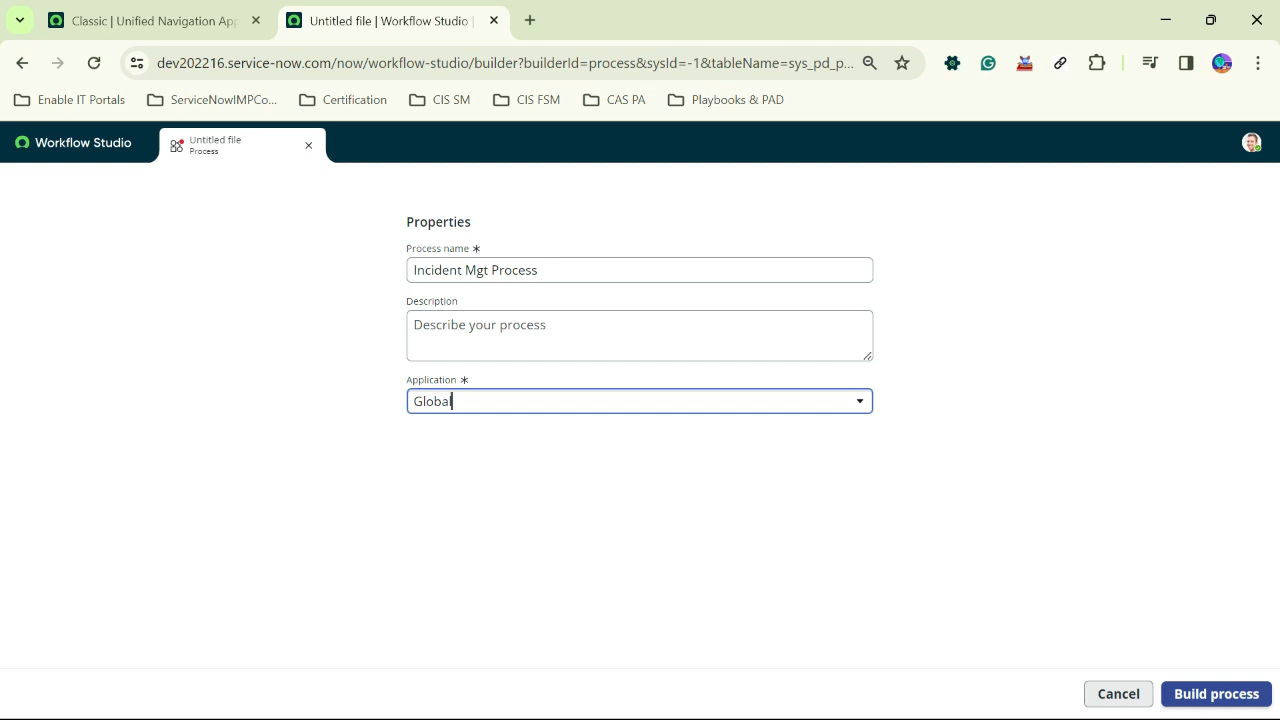 Classic | Unified Navigation App
Untitled file | Workflow Studio |
dev202216.service-now.com/now/workflow-studio/builder?builderId=process&sysId=-1&tableName=sys_pd_p...
Enable IT Portals
ServiceNowIMPCo...
Certification
CIS SM
CIS FSM
CAS PA
Playbooks & PAD
Workflow Studio
Untitled file
Process
Properties
Process name *
Incident Mgt Process
Description
Describe your process
Application *
Global
Cancel
Build process